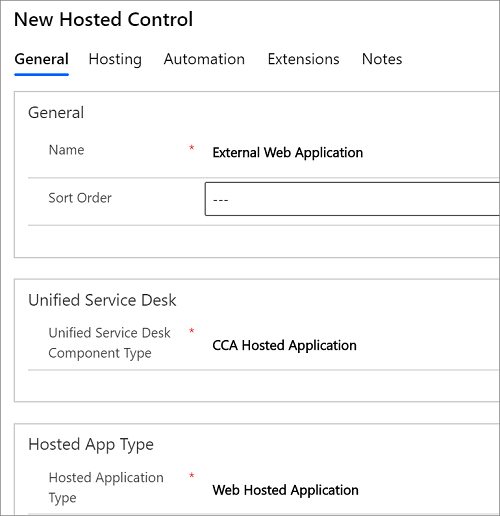 New Hosted Control
General Hosting Automation Extensions Notes
General
Name * External Web Application
Sort Order ---
Unified Service Desk
Unified Service Desk * CCA Hosted Application
Component Type
Hosted App Type
Hosted Application * Web Hosted Application
Type